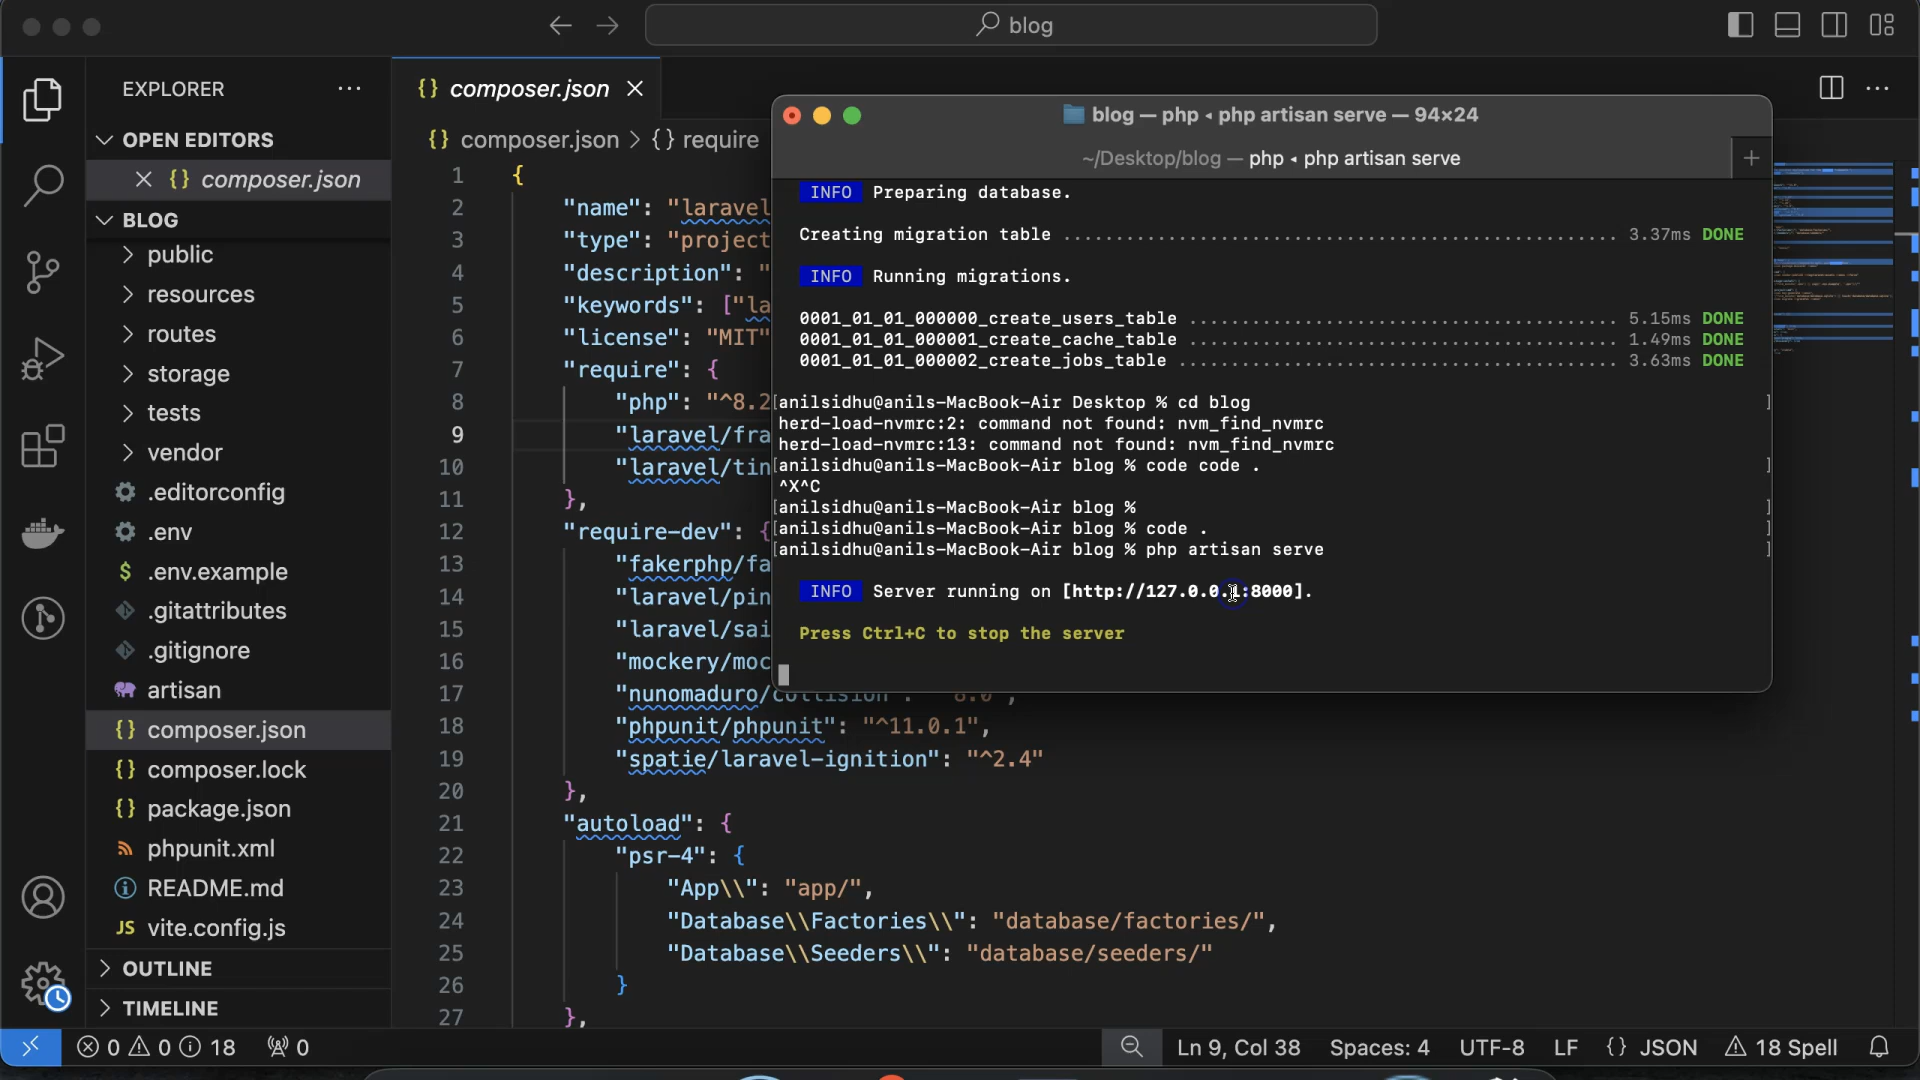 blog
EXPLORER
OPEN EDITORS
composer.json
BLOG
public
resources
routes
storage
tests
vendor
.editorconfig
.env
.env.example
.gitattributes
.gitignore
artisan
composer.json
composer.lock
package.json
phpunit.xml
README.md
JS vite.config.js
OUTLINE
TIMELINE
{} composer.json
{} composer.json > {} require
1 {
2 "name": "laravel
3 "type": "project
4 "description": "
5 "keywords": ["la
6 "license": "MIT"
7 "require": {
8 "php": "^8.2
9 "laravel/fra
10 "laravel/tin
11 },
12 "require-dev": {
13 "fakerphp/fa
14 "laravel/pin
15 "laravel/sai
16 "mockery/moc
17 "nunomaduro/collision": "^8.0",
18 "phpunit/phpunit": "^11.0.1",
19 "spatie/laravel-ignition": "^2.4"
20 },
21 "autoload": {
22 "psr-4": {
23 "App\\": "app/",
24 "Database\\Factories\\": "database/factories/",
25 "Database\\Seeders\\": "database/seeders/"
26 }
27 },
blog — php ◂ php artisan serve — 94×24
~/Desktop/blog — php ◂ php artisan serve
INFO Preparing database.
Creating migration table ..................................................... 3.37ms DONE
INFO Running migrations.
0001_01_01_000000_create_users_table ......................................... 5.15ms DONE
0001_01_01_000001_create_cache_table ......................................... 1.49ms DONE
0001_01_01_000002_create_jobs_table .......................................... 3.63ms DONE
[anilsidhu@anils-MacBook-Air Desktop % cd blog ]
herd-load-nvmrc:2: command not found: nvm_find_nvmrc
herd-load-nvmrc:13: command not found: nvm_find_nvmrc
[anilsidhu@anils-MacBook-Air blog % code code . ]
^X^C
[anilsidhu@anils-MacBook-Air blog % ]
[anilsidhu@anils-MacBook-Air blog % code . ]
[anilsidhu@anils-MacBook-Air blog % php artisan serve ]
INFO Server running on [http://127.0.0.1:8000].
Press Ctrl+C to stop the server
0 0 18 0 Ln 9, Col 38 Spaces: 4 UTF-8 LF {} JSON 18 Spell